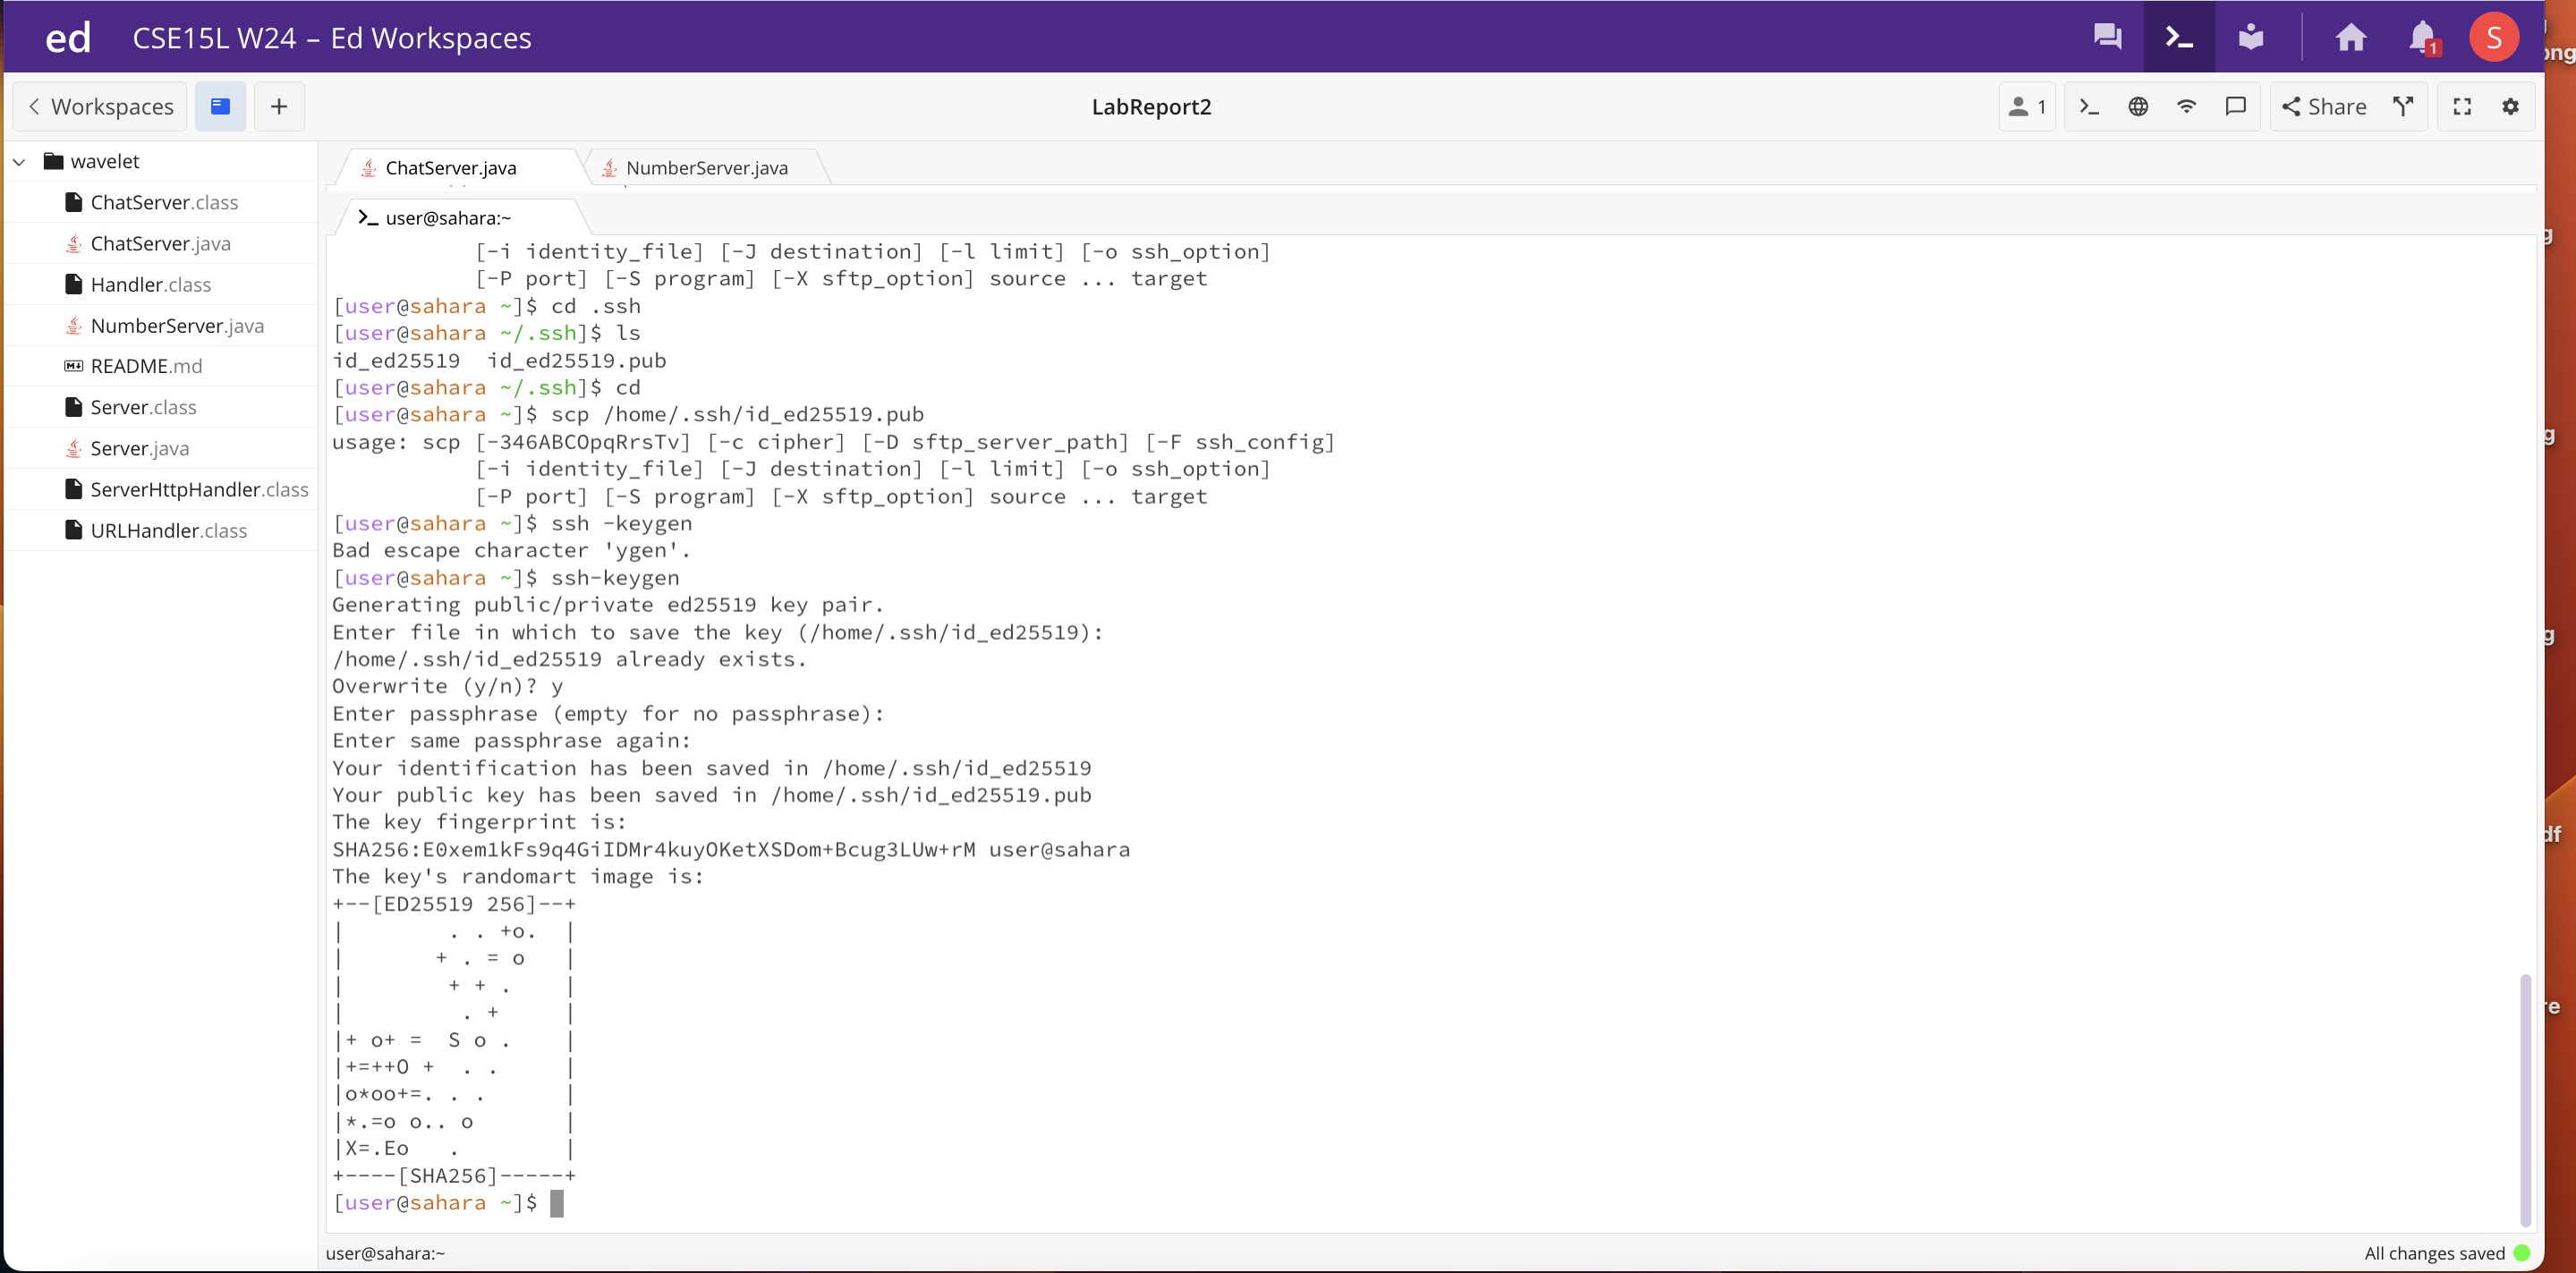 ed CSE15L W24 – Ed Workspaces 1 S
Workspaces + LabReport2 1 Share
wavelet
ChatServer.class
ChatServer.java
Handler.class
NumberServer.java
README.md
Server.class
Server.java
ServerHttpHandler.class
URLHandler.class
ChatServer.java NumberServer.java
>_ user@sahara:~
[-i identity_file] [-J destination] [-l limit] [-o ssh_option]
[-P port] [-S program] [-X sftp_option] source ... target
[user@sahara ~]$ cd .ssh
[user@sahara ~/.ssh]$ ls
id_ed25519  id_ed25519.pub
[user@sahara ~/.ssh]$ cd
[user@sahara ~]$ scp /home/.ssh/id_ed25519.pub
usage: scp [-346ABCOpqRrsTv] [-c cipher] [-D sftp_server_path] [-F ssh_config]
[-i identity_file] [-J destination] [-l limit] [-o ssh_option]
[-P port] [-S program] [-X sftp_option] source ... target
[user@sahara ~]$ ssh -keygen
Bad escape character 'ygen'.
[user@sahara ~]$ ssh-keygen
Generating public/private ed25519 key pair.
Enter file in which to save the key (/home/.ssh/id_ed25519):
/home/.ssh/id_ed25519 already exists.
Overwrite (y/n)? y
Enter passphrase (empty for no passphrase):
Enter same passphrase again:
Your identification has been saved in /home/.ssh/id_ed25519
Your public key has been saved in /home/.ssh/id_ed25519.pub
The key fingerprint is:
SHA256:E0xem1kFs9q4GiIDMr4kuyOKetXSDom+Bcug3LUw+rM user@sahara
The key's randomart image is:
+--[ED25519 256]--+
|        . . +o.  |
|       + . = o   |
|        + + .    |
|         . +     |
|+ o+ =  S o .    |
|+=++O +  . .     |
|o*oo+=. . .      |
|*.=o o.. o       |
|X=.Eo   .        |
+----[SHA256]-----+
[user@sahara ~]$
user@sahara:~ All changes saved